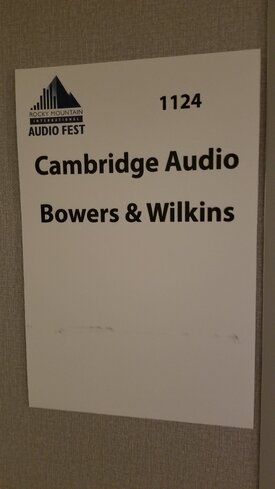 ROCKY MOUNTAIN
INTERNATIONAL
AUDIO FEST
1124
Cambridge Audio
Bowers & Wilkins